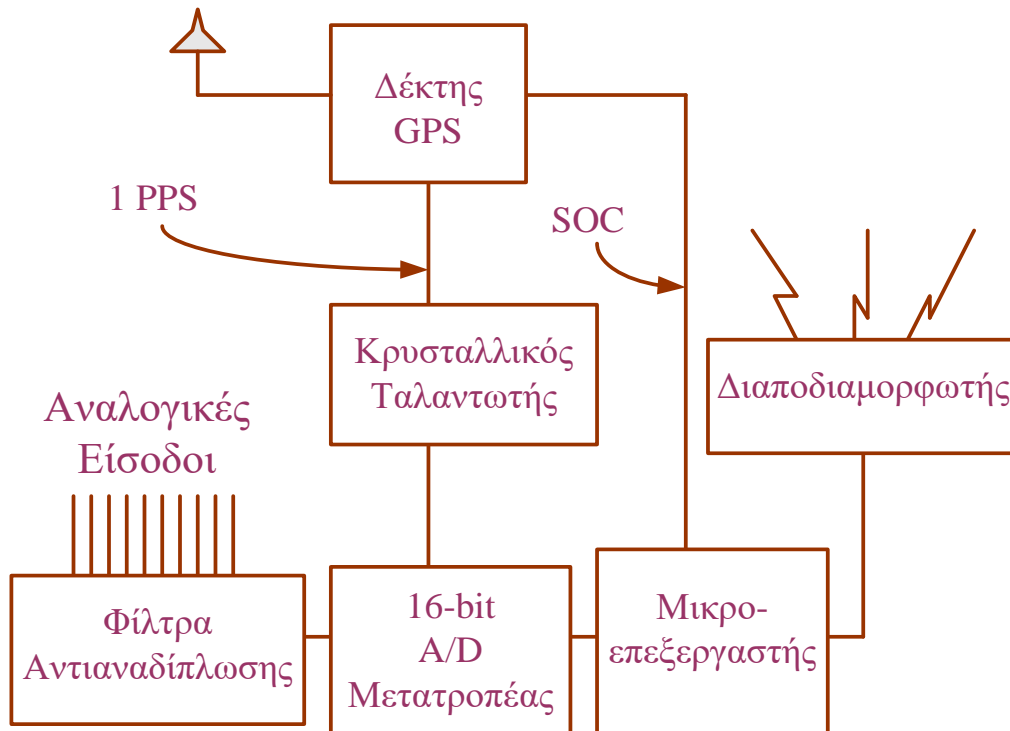 Δέκτης
GPS
1 PPS
SOC
Κρυσταλλικός
Ταλαντωτής
Διαποδιαμορφωτής
Αναλογικές
Είσοδοι
Φίλτρα
Αντιαναδίπλωσης
16-bit
A/D
Μετατροπέας
Μικρο-
επεξεργαστής